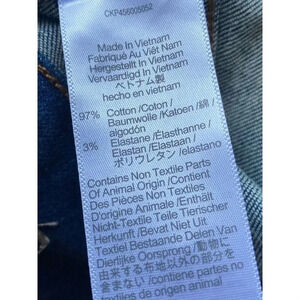 CKP456005052
Made In Vietnam
Fabriqué Au Viêt Nam
Hergestellt In Vietnam
Vervaardigd In Vietnam
ベトナム製
hecho en vietnam
97% Cotton /Coton /
Baumwolle /Katoen /綿 /
algodón
3% Elastane /Élasthanne /
Elastan /Elastaan /
ポリウレタン /elastano
Contains Non Textile Parts
Of Animal Origin /Contient
Des Pièces Non Textiles
D'origine Animale /Enthält
Nicht-Textile Teile Tierischer
Herkunft /Bevat Niet Uit
Textiel Bestaande Delen Van
Dierlijke Oorsprong /動物に
由来する布地以外の部分を
含む /contiene partes no
textiles de origen animal